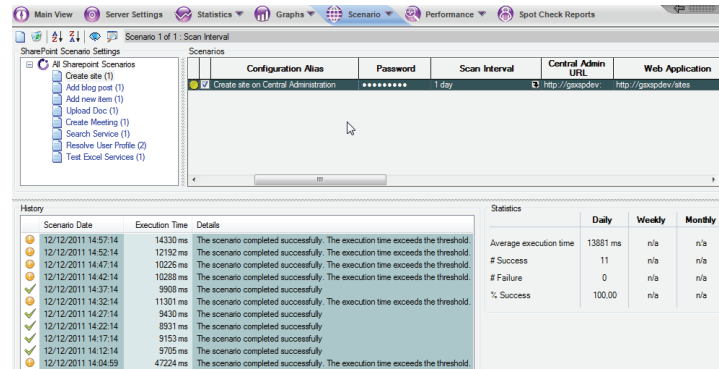 Main View Server Settings Statistics Graphs Scenario Performance Spot Check Reports
Scenario 1 of 1 : Scan Interval
SharePoint Scenario Settings
All Sharepoint Scenarios
Create site (1)
Add blog post (1)
Add new item (1)
Upload Doc (1)
Create Meeting (1)
Search Service (1)
Resolve User Profile (2)
Test Excel Services (1)
Scenarios
Configuration Alias Password Scan Interval Central Admin URL Web Application
Create site on Central Administration ••••••••• 1 day http://gsxspdev: http://gsxspdev/sites
History
Scenario Date Execution Time Details
12/12/2011 14:57:14 14330 ms The scenario completed successfully. The execution time exceeds the threshold.
12/12/2011 14:52:14 12192 ms The scenario completed successfully. The execution time exceeds the threshold.
12/12/2011 14:47:14 10226 ms The scenario completed successfully. The execution time exceeds the threshold.
12/12/2011 14:42:14 10288 ms The scenario completed successfully. The execution time exceeds the threshold.
12/12/2011 14:37:14 9908 ms The scenario completed successfully
12/12/2011 14:32:14 11301 ms The scenario completed successfully. The execution time exceeds the threshold.
12/12/2011 14:27:14 9430 ms The scenario completed successfully
12/12/2011 14:22:14 8931 ms The scenario completed successfully
12/12/2011 14:17:14 9153 ms The scenario completed successfully
12/12/2011 14:12:14 9705 ms The scenario completed successfully
12/12/2011 14:04:59 47224 ms The scenario completed successfully. The execution time exceeds the threshold.
Statistics
Daily Weekly Monthly
Average execution time 13881 ms n/a n/a
# Success 11 n/a n/a
# Failure 0 n/a n/a
% Success 100,00 n/a n/a